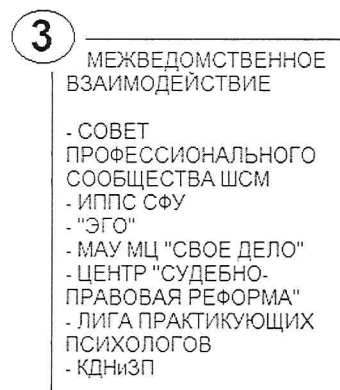 3
МЕЖВЕДОМСТВЕННОЕ
ВЗАИМОДЕЙСТВИЕ
- СОВЕТ
ПРОФЕССИОНАЛЬНОГО
СООБЩЕСТВА ШСМ
- ИППС СФУ
- "ЭГО"
- МАУ МЦ "СВОЕ ДЕЛО"
- ЦЕНТР "СУДЕБНО-
ПРАВОВАЯ РЕФОРМА"
- ЛИГА ПРАКТИКУЮЩИХ
ПСИХОЛОГОВ
- КДНиЗП